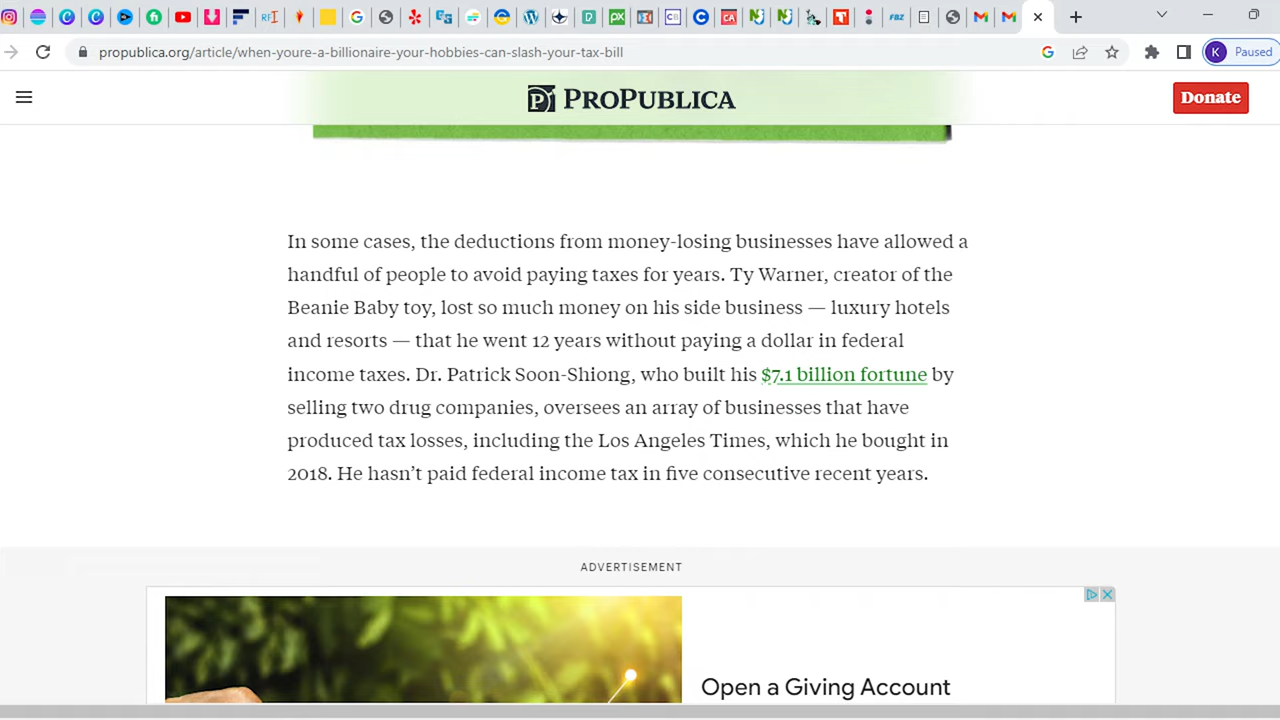 propublica.org/article/when-youre-a-billionaire-your-hobbies-can-slash-your-tax-bill
K Paused
PROPUBLICA
Donate
In some cases, the deductions from money-losing businesses have allowed a
handful of people to avoid paying taxes for years. Ty Warner, creator of the
Beanie Baby toy, lost so much money on his side business — luxury hotels
and resorts — that he went 12 years without paying a dollar in federal
income taxes. Dr. Patrick Soon-Shiong, who built his $7.1 billion fortune by
selling two drug companies, oversees an array of businesses that have
produced tax losses, including the Los Angeles Times, which he bought in
2018. He hasn’t paid federal income tax in five consecutive recent years.
ADVERTISEMENT
Open a Giving Account